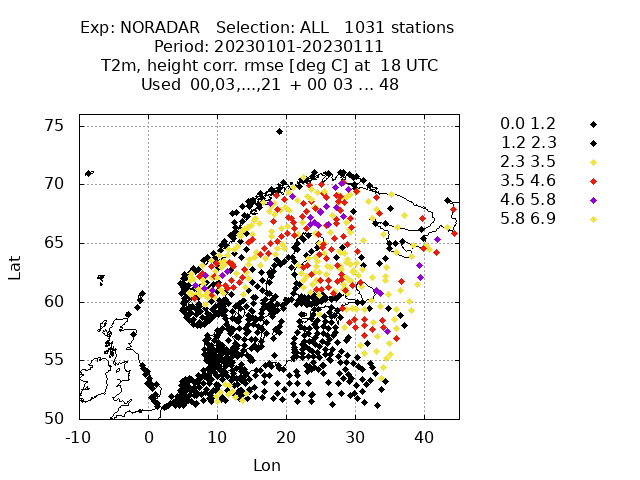 Exp: NORADAR   Selection: ALL   1031 stations
Period: 20230101-20230111
T2m, height corr. rmse [deg C] at  18 UTC
Used  00,03,...,21  + 00 03 ... 48
0.0 1.2
1.2 2.3
2.3 3.5
3.5 4.6
4.6 5.8
5.8 6.9
75
70
65
60
55
50
Lat
-10 0 10 20 30 40
Lon